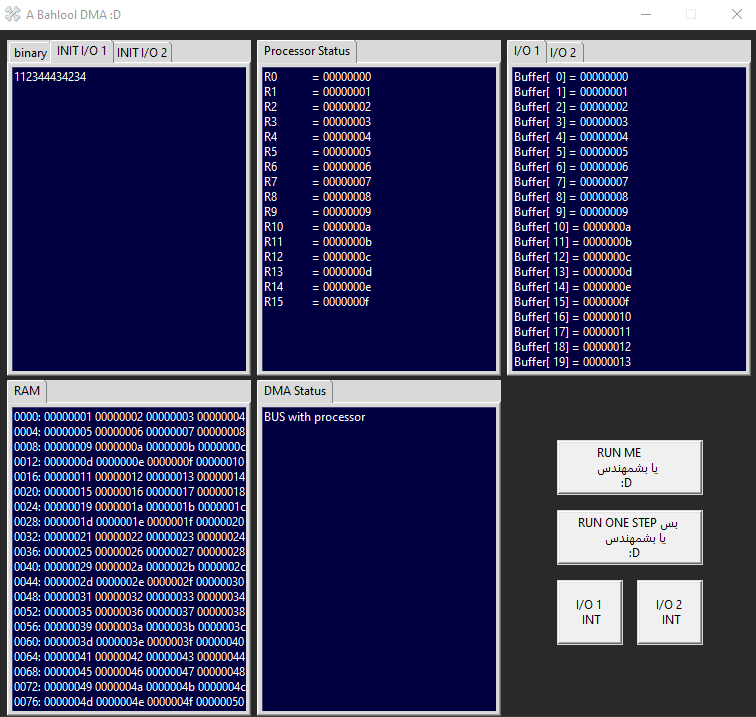 A Bahlool DMA :D
binary INIT I/O 1 INIT I/O 2
112344434234
Processor Status
R0 = 00000000
R1 = 00000001
R2 = 00000002
R3 = 00000003
R4 = 00000004
R5 = 00000005
R6 = 00000006
R7 = 00000007
R8 = 00000008
R9 = 00000009
R10 = 0000000a
R11 = 0000000b
R12 = 0000000c
R13 = 0000000d
R14 = 0000000e
R15 = 0000000f
I/O 1 I/O 2
Buffer[ 0] = 00000000
Buffer[ 1] = 00000001
Buffer[ 2] = 00000002
Buffer[ 3] = 00000003
Buffer[ 4] = 00000004
Buffer[ 5] = 00000005
Buffer[ 6] = 00000006
Buffer[ 7] = 00000007
Buffer[ 8] = 00000008
Buffer[ 9] = 00000009
Buffer[ 10] = 0000000a
Buffer[ 11] = 0000000b
Buffer[ 12] = 0000000c
Buffer[ 13] = 0000000d
Buffer[ 14] = 0000000e
Buffer[ 15] = 0000000f
Buffer[ 16] = 00000010
Buffer[ 17] = 00000011
Buffer[ 18] = 00000012
Buffer[ 19] = 00000013
RAM
0000: 00000001 00000002 00000003 00000004
0004: 00000005 00000006 00000007 00000008
0008: 00000009 0000000a 0000000b 0000000c
0012: 0000000d 0000000e 0000000f 00000010
0016: 00000011 00000012 00000013 00000014
0020: 00000015 00000016 00000017 00000018
0024: 00000019 0000001a 0000001b 0000001c
0028: 0000001d 0000001e 0000001f 00000020
0032: 00000021 00000022 00000023 00000024
0036: 00000025 00000026 00000027 00000028
0040: 00000029 0000002a 0000002b 0000002c
0044: 0000002d 0000002e 0000002f 00000030
0048: 00000031 00000032 00000033 00000034
0052: 00000035 00000036 00000037 00000038
0056: 00000039 0000003a 0000003b 0000003c
0060: 0000003d 0000003e 0000003f 00000040
0064: 00000041 00000042 00000043 00000044
0068: 00000045 00000046 00000047 00000048
0072: 00000049 0000004a 0000004b 0000004c
0076: 0000004d 0000004e 0000004f 00000050
DMA Status
BUS with processor
RUN ME
يا بشمهندس
:D
RUN ONE STEP بس
يا بشمهندس
:D
I/O 1
INT
I/O 2
INT